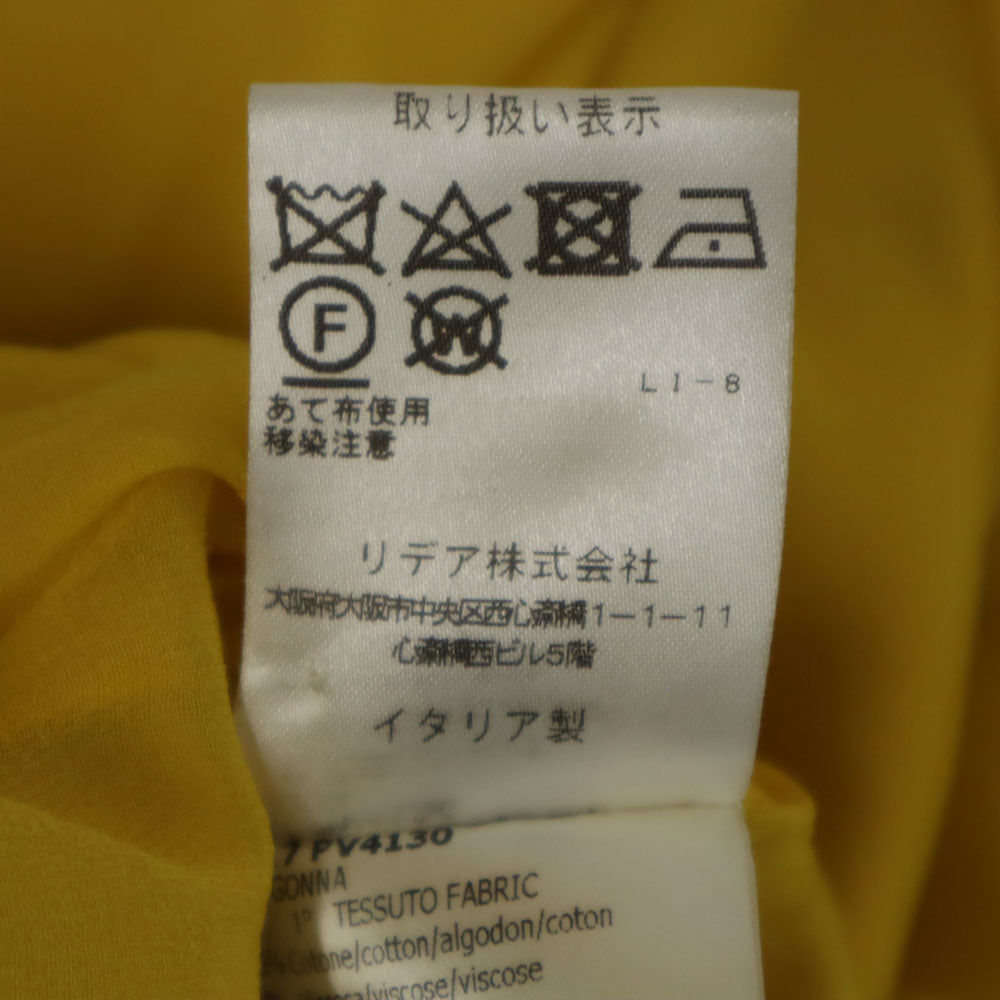 取り扱い表示
F W
LI-8
あて布使用
移染注意
リデア株式会社
大阪府大阪市中央区西心斎橋1-1-11
心斎橋西ビル5階
イタリア製
7 PV4130
GONNA
1° TESSUTO FABRIC
% Cotone/cotton/algodon/coton
/viscose/viscose